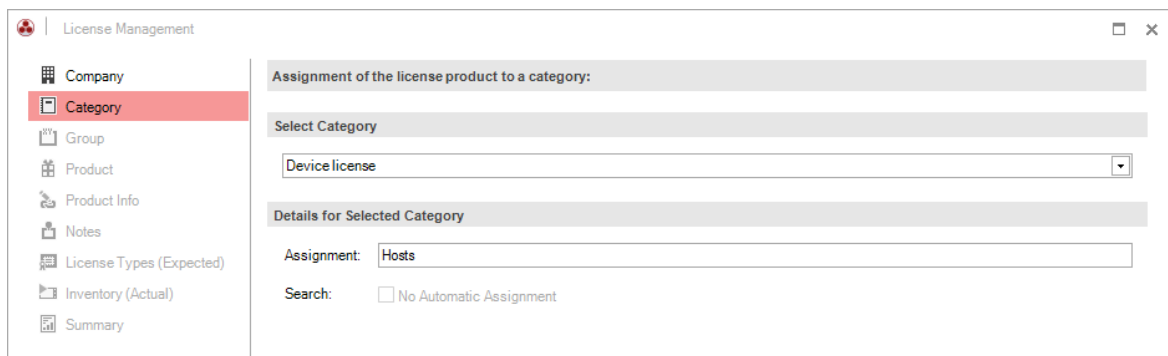 License Management
Company
Category
Group
Product
Product Info
Notes
License Types (Expected)
Inventory (Actual)
Summary
Assignment of the license product to a category:
Select Category
Device license
Details for Selected Category
Assignment: Hosts
Search: No Automatic Assignment